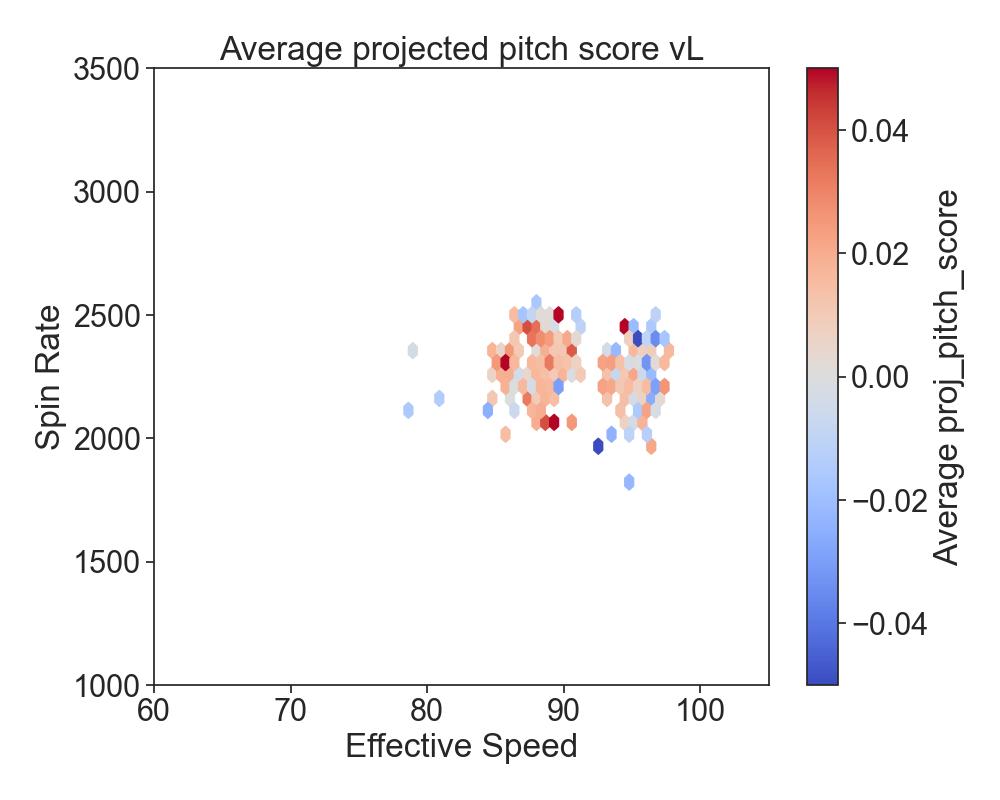 Average projected pitch score vL
3500
3000
2500
2000
1500
1000
Spin Rate
60 70 80 90 100
Effective Speed
0.04
0.02
0.00
−0.02
−0.04
Average proj_pitch_score